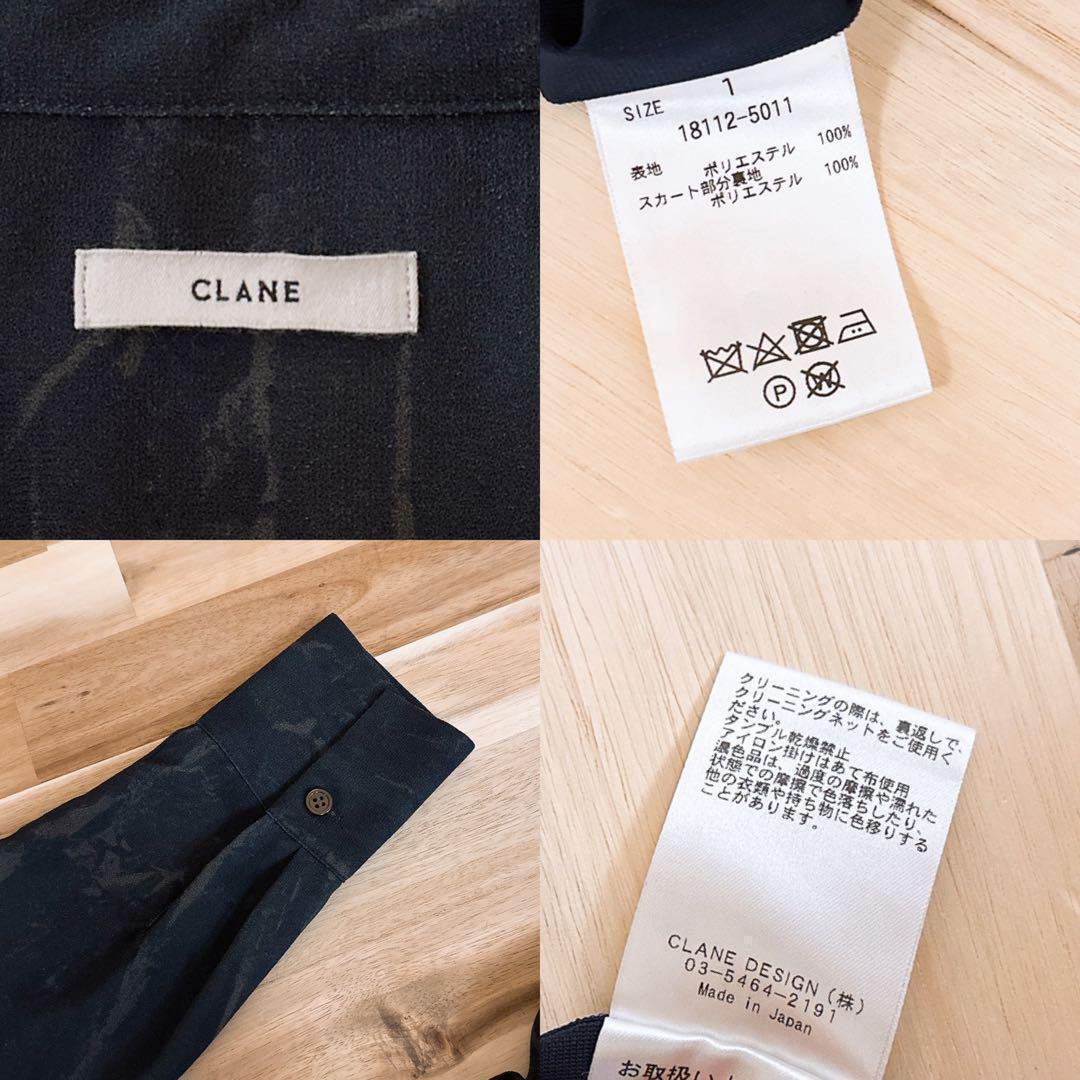 CLANE
SIZE 1
18112-5011
表地 ポリエステル 100%
スカート部分裏地
ポリエステル 100%
P W
クリーニングの際は、裏返しで、
クリーニングネットをご使用く
ださい。
タンブル乾燥禁止
アイロン掛けはあて布使用
濃色品は、過度の摩擦や濡れた
状態での摩擦で色落ちしたり、
他の衣類や持ち物に色移りする
ことがあります。
CLANE DESIGN (株)
03-5464-2191
Made in Japan
お取扱い